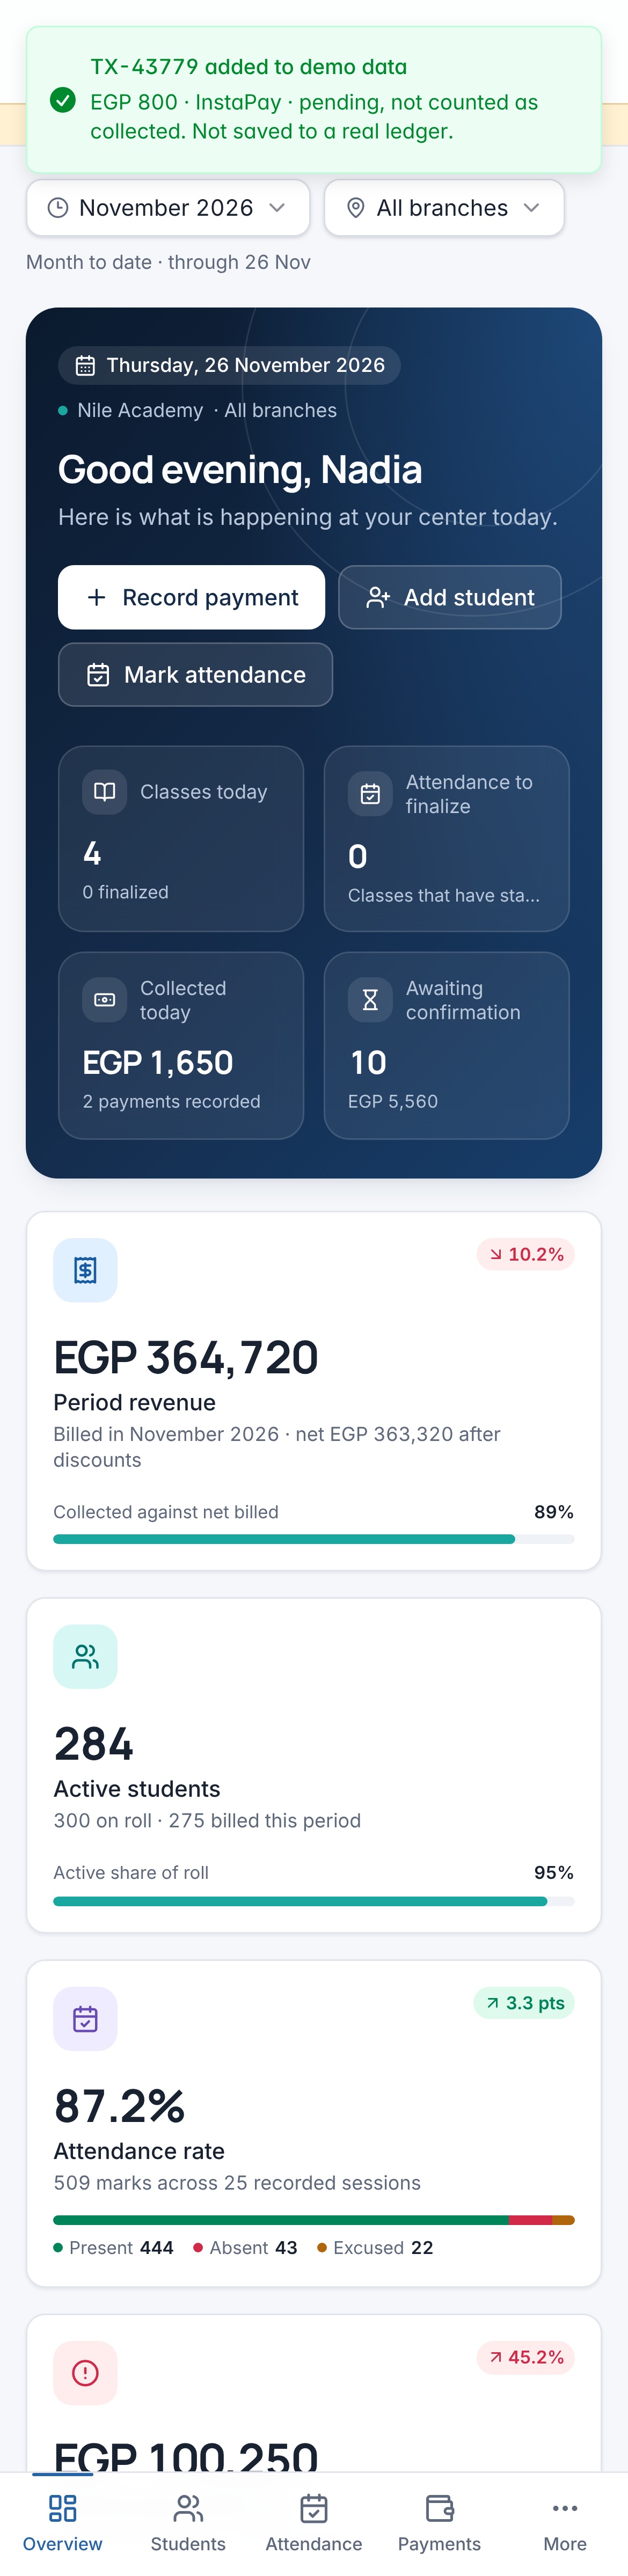 TX-43779 added to demo data
EGP 800 · InstaPay · pending, not counted as
collected. Not saved to a real ledger.
November 2026
All branches
Month to date · through 26 Nov
Thursday, 26 November 2026
Nile Academy · All branches
Good evening, Nadia
Here is what is happening at your center today.
Record payment
Add student
Mark attendance
Classes today
4
0 finalized
Attendance to
finalize
0
Classes that have sta...
Collected
today
EGP 1,650
2 payments recorded
Awaiting
confirmation
10
EGP 5,560
10.2%
EGP 364,720
Period revenue
Billed in November 2026 · net EGP 363,320 after
discounts
Collected against net billed 89%
284
Active students
300 on roll · 275 billed this period
Active share of roll 95%
3.3 pts
87.2%
Attendance rate
509 marks across 25 recorded sessions
Present 444 Absent 43 Excused 22
45.2%
EGP 100,250
Overview Students Attendance Payments More